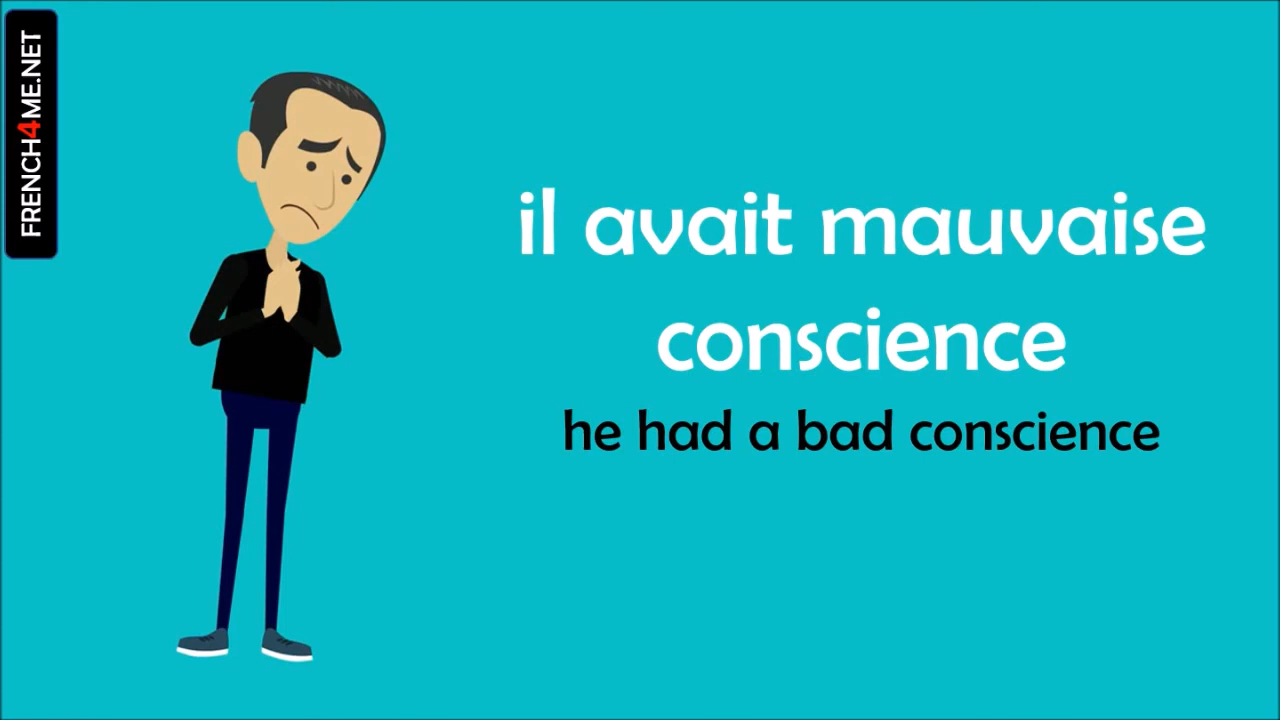 FRENCH4ME.NET
il avait mauvaise
conscience
he had a bad conscience